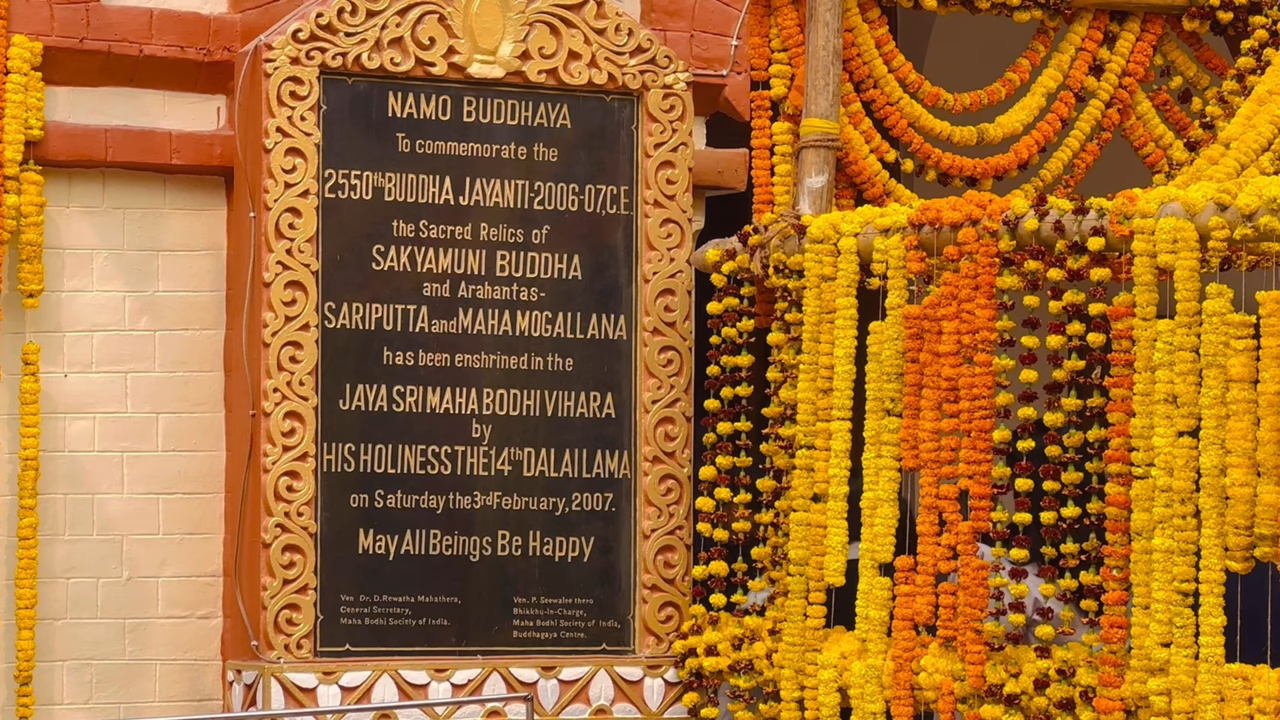 NAMO BUDDHAYA
To commemorate the
2550th BUDDHA JAYANTI-2006-07,C.E.
the Sacred Relics of
SAKYAMUNI BUDDHA
and Arahantas-
SARIPUTTA and MAHA MOGALLANA
has been enshrined in the
JAYA SRI MAHA BODHI VIHARA
by
HIS HOLINESS THE 14th DALAI LAMA
on Saturday the 3rd February, 2007.
May All Beings Be Happy
Ven Dr. D.Rewatha Mahathera,
General Secretary,
Maha Bodhi Society of India.
Ven. P. Seewalee thero
Bhikkhu-in-Charge,
Maha Bodhi Society of India,
Buddhagaya Centre.